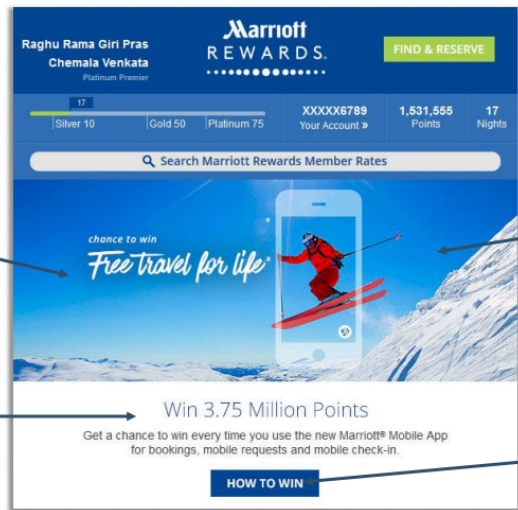 Raghu Rama Giri Pras
Chemala Venkata
Platinum Premier
Marriott
REWARDS.
FIND & RESERVE
17
Silver 10
Gold 50
Platinum 75
XXXXX6789
Your Account »
1,531,555
Points
17
Nights
Search Marriott Rewards Member Rates
chance to win
Free travel for life*
Win 3.75 Million Points
Get a chance to win every time you use the new Marriott® Mobile App
for bookings, mobile requests and mobile check-in.
HOW TO WIN